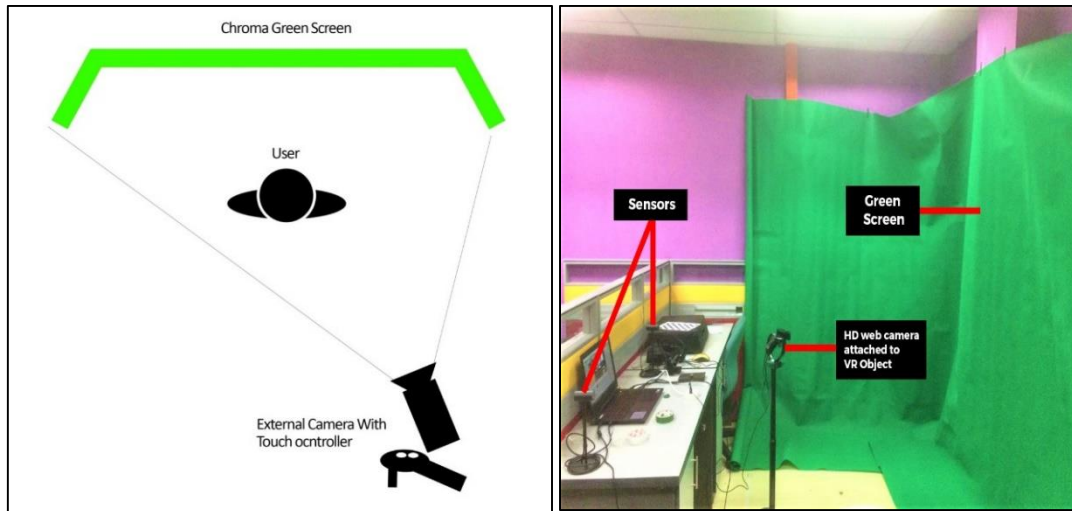 Chroma Green Screen
User
External Camera With
Touch ocntroller
Sensors
Green
Screen
HD web camera
attached to
VR Object